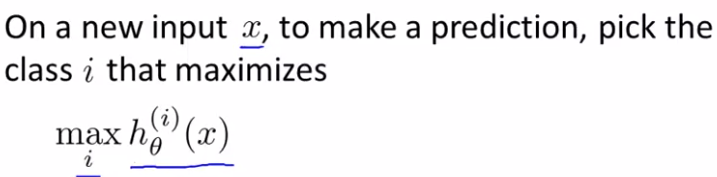 On a new input x, to make a prediction, pick the
class i that maximizes
max h_θ^(i)(x)
i